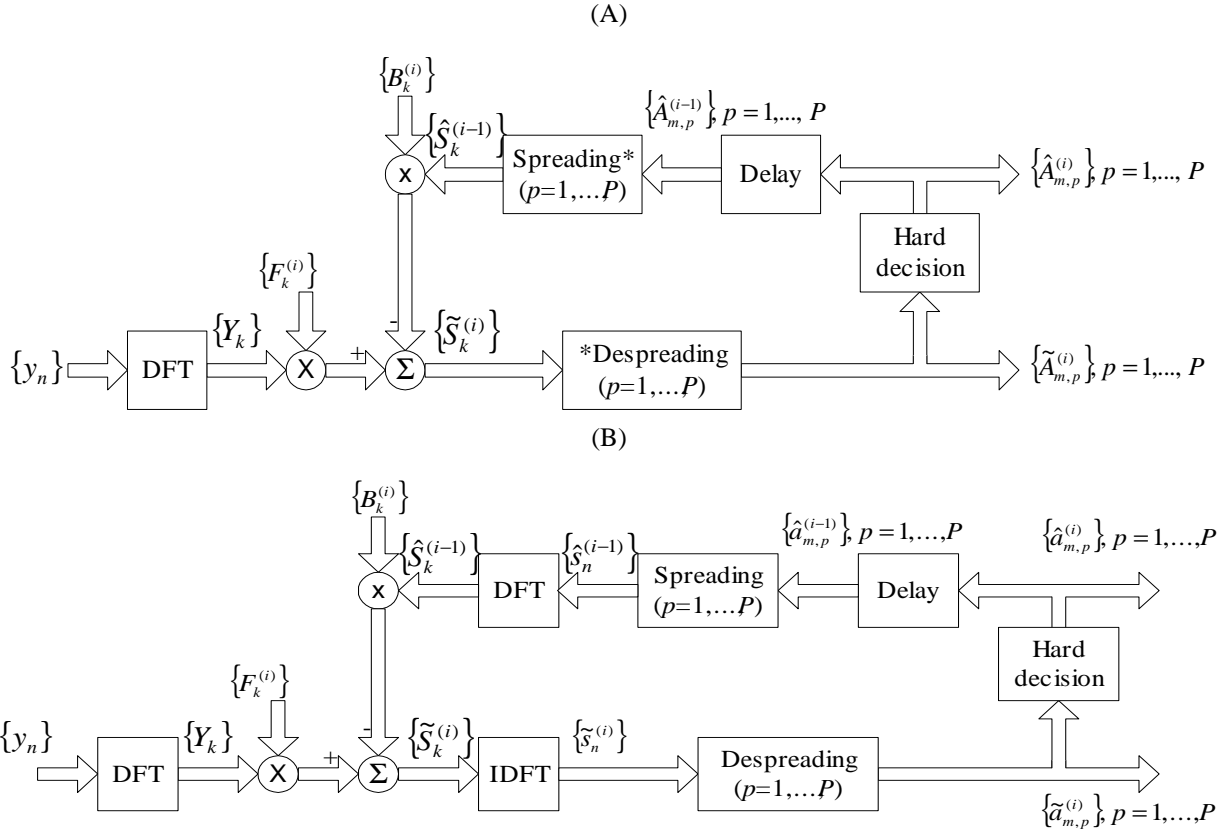 (A)
{B_k^{(i)}}
{Ŝ_k^{(i−1)}}
{Â_{m,p}^{(i−1)}}, p = 1,..., P
Spreading*
(p=1,…,P)
Delay
{Â_{m,p}^{(i)}}, p = 1,..., P
x
Hard
decision
{F_k^{(i)}}
{y_n}
DFT
{Y_k}
X
+
-
Σ
{S̃_k^{(i)}}
*Despreading
(p=1,…,P)
{Ã_{m,p}^{(i)}}, p = 1,..., P
(B)
{B_k^{(i)}}
{Ŝ_k^{(i−1)}}
{ŝ_n^{(i−1)}}
{â_{m,p}^{(i−1)}}, p = 1,…,P
{â_{m,p}^{(i)}}, p = 1,…,P
x
DFT
Spreading
(p=1,…,P)
Delay
Hard
decision
{F_k^{(i)}}
{y_n}
DFT
{Y_k}
X
+
-
Σ
{S̃_k^{(i)}}
IDFT
{s̃_n^{(i)}}
Despreading
(p=1,…,P)
{ã_{m,p}^{(i)}}, p = 1,…,P